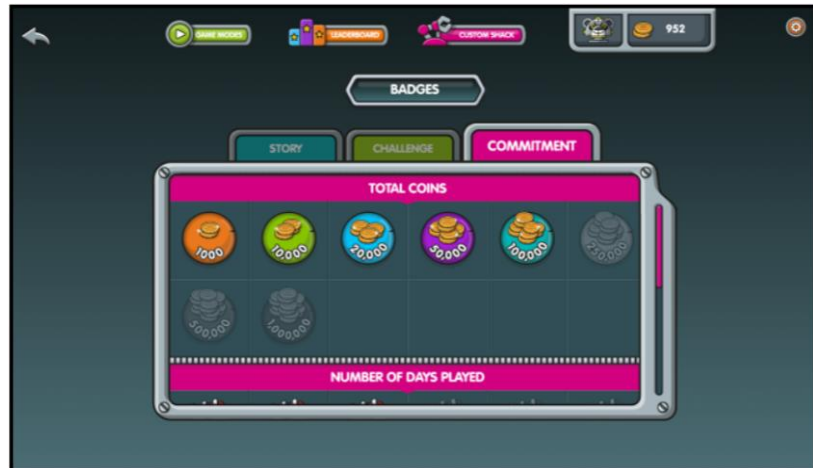 GAME MODES
LEADERBOARD
CUSTOM SHACK
952
BADGES
STORY
CHALLENGE
COMMITMENT
TOTAL COINS
1000
10,000
20,000
50,000
100,000
250,000
500,000
1,000,000
NUMBER OF DAYS PLAYED